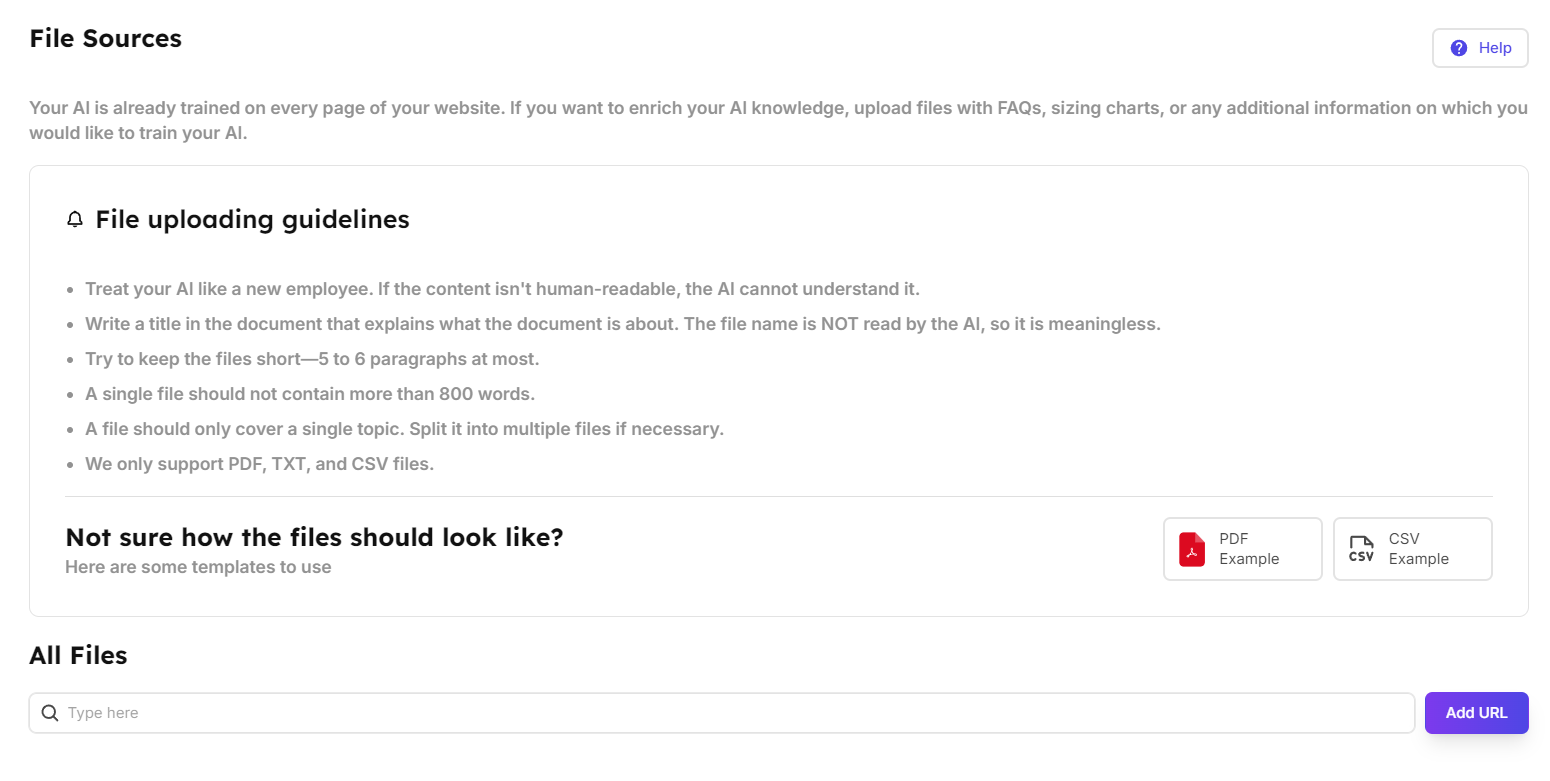 File Sources
Help
Your AI is already trained on every page of your website. If you want to enrich your AI knowledge, upload files with FAQs, sizing charts, or any additional information on which you
would like to train your AI.
File uploading guidelines
• Treat your AI like a new employee. If the content isn't human-readable, the AI cannot understand it.
• Write a title in the document that explains what the document is about. The file name is NOT read by the AI, so it is meaningless.
• Try to keep the files short—5 to 6 paragraphs at most.
• A single file should not contain more than 800 words.
• A file should only cover a single topic. Split it into multiple files if necessary.
• We only support PDF, TXT, and CSV files.
Not sure how the files should look like?
Here are some templates to use
PDF
Example
CSV
CSV
Example
All Files
Type here
Add URL